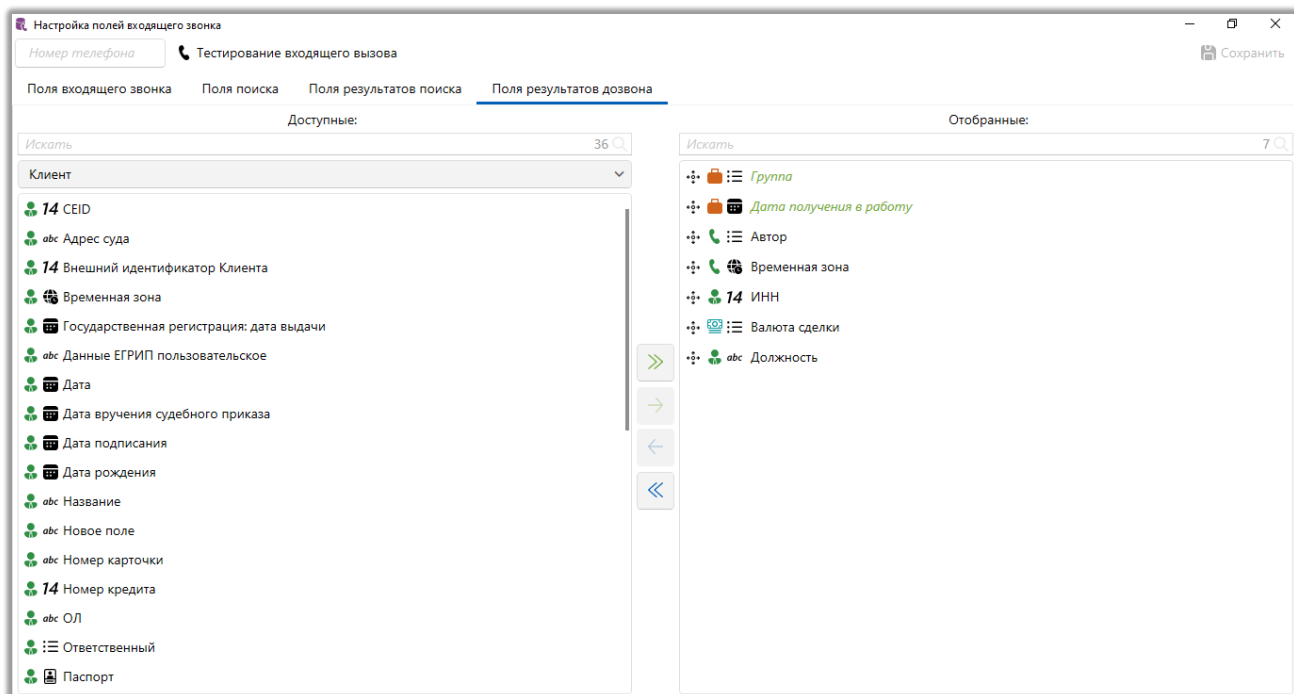 Настройка полей входящего звонка
Номер телефона
Тестирование входящего вызова
Сохранить
Поля входящего звонка
Поля поиска
Поля результатов поиска
Поля результатов дозвона
Доступные:
Искать 36
Клиент
14 CEID
abc Адрес суда
14 Внешний идентификатор Клиента
Временная зона
Государственная регистрация: дата выдачи
abc Данные ЕГРИП пользовательское
Дата
Дата вручения судебного приказа
Дата подписания
Дата рождения
abc Название
abc Новое поле
abc Номер карточки
14 Номер кредита
abc ОЛ
Ответственный
Паспорт
Отобранные:
Искать 7
Группа
Дата получения в работу
Автор
Временная зона
14 ИНН
Валюта сделки
abc Должность